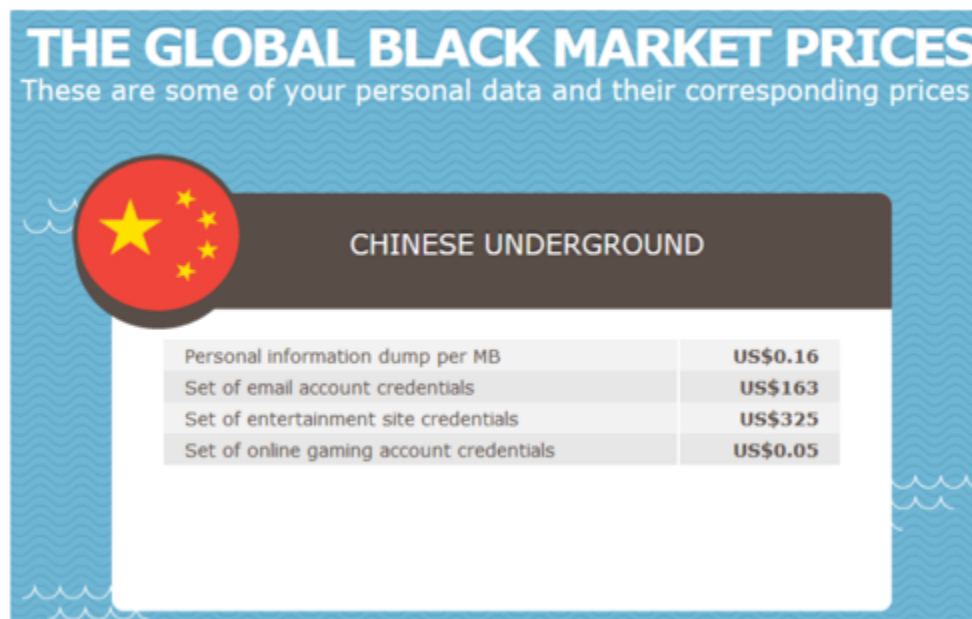 THE GLOBAL BLACK MARKET PRICES
These are some of your personal data and their corresponding prices
CHINESE UNDERGROUND
Personal information dump per MB US$0.16
Set of email account credentials US$163
Set of entertainment site credentials US$325
Set of online gaming account credentials US$0.05